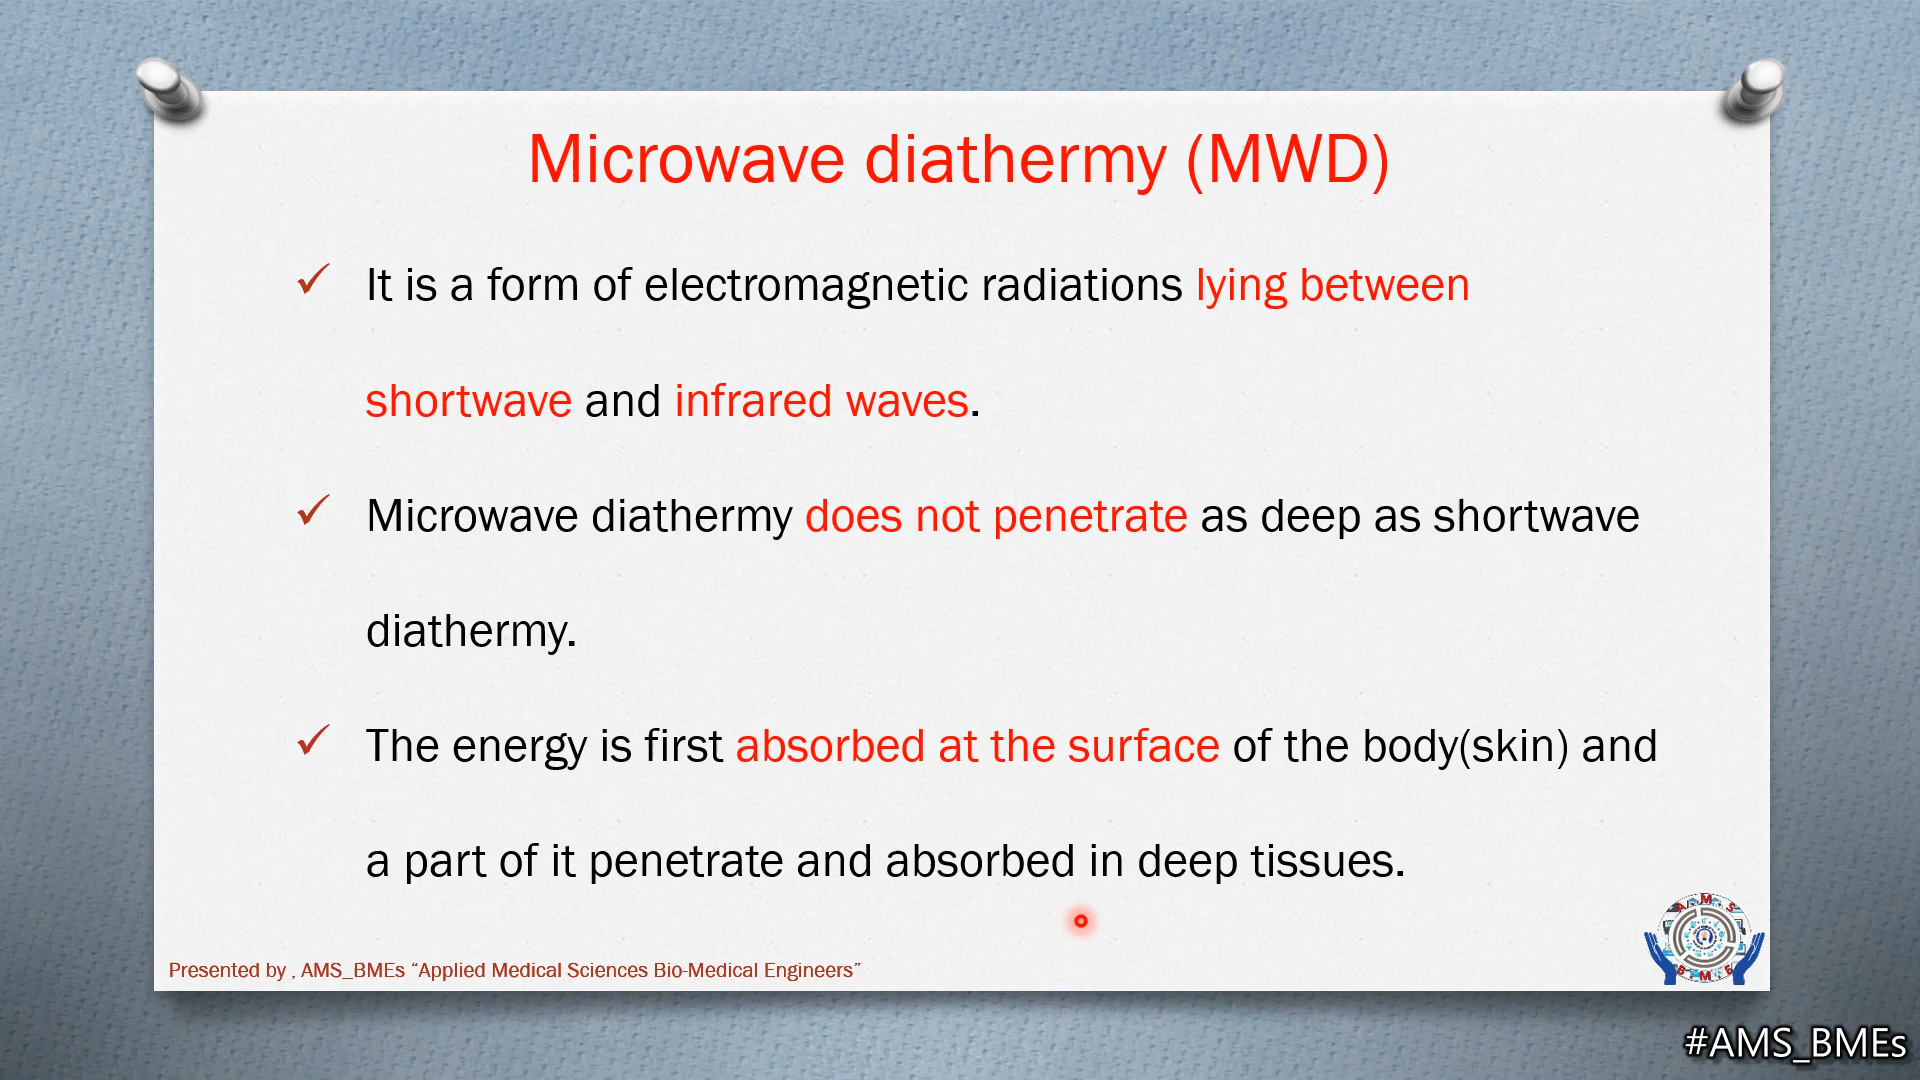 Microwave diathermy (MWD)
It is a form of electromagnetic radiations lying between
shortwave and infrared waves.
Microwave diathermy does not penetrate as deep as shortwave
diathermy.
The energy is first absorbed at the surface of the body(skin) and
a part of it penetrate and absorbed in deep tissues.
A M S
B M E
Presented by , AMS_BMEs “Applied Medical Sciences Bio-Medical Engineers”
#AMS_BMEs